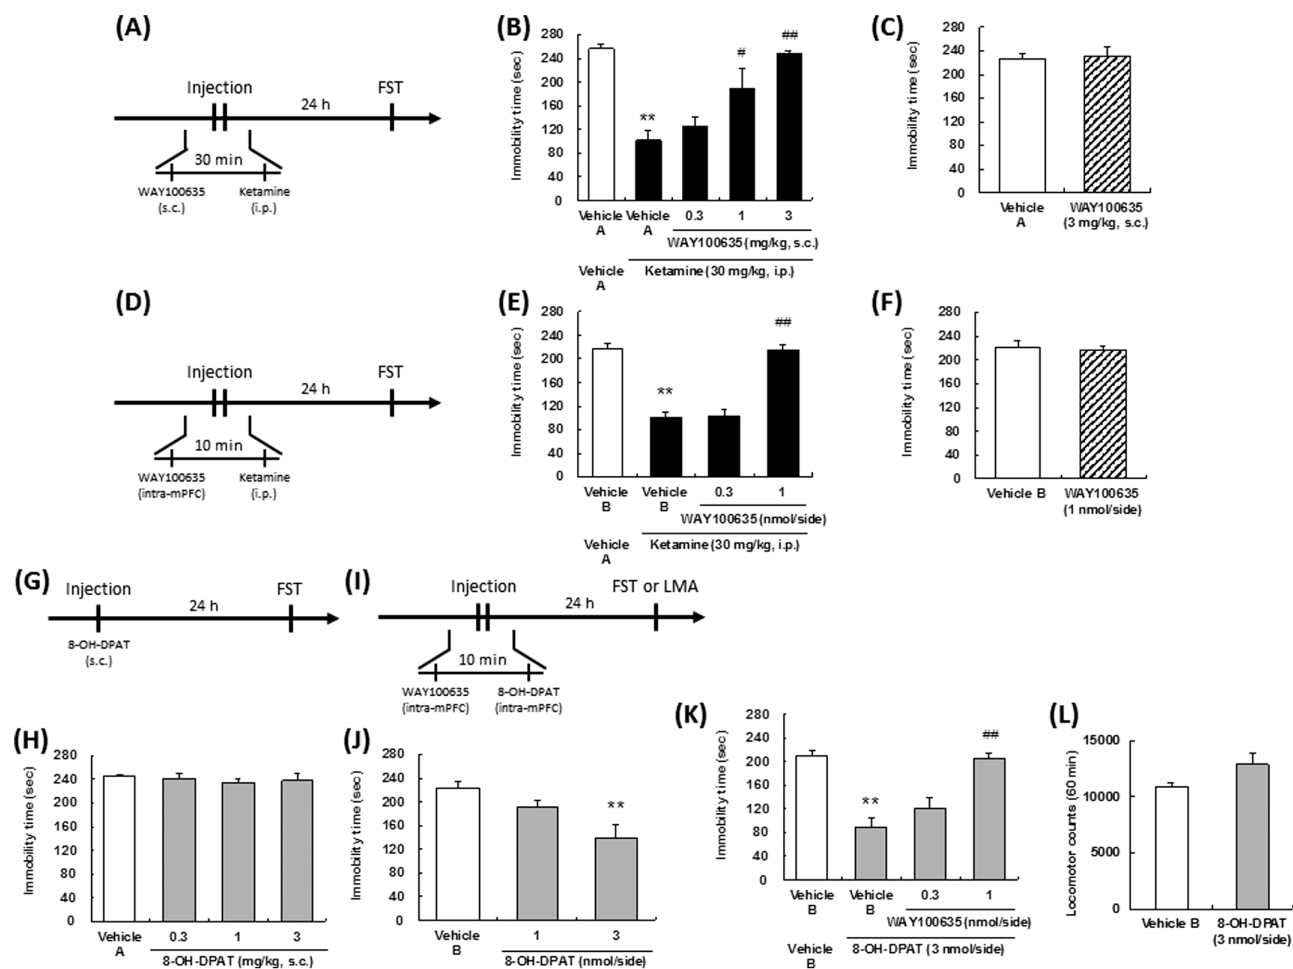 (A)
Injection
24 h
FST
30 min
WAY100635
(s.c.)
Ketamine
(i.p.)
(B)
Immobility time (sec)
280
240
200
160
120
80
40
0
**
#
##
Vehicle
A
Vehicle
A
0.3
1
3
WAY100635 (mg/kg, s.c.)
Vehicle
A
Ketamine (30 mg/kg, i.p.)
(C)
Immobility time (sec)
280
240
200
160
120
80
40
0
Vehicle
A
WAY100635
(3 mg/kg, s.c.)
(D)
Injection
24 h
FST
10 min
WAY100635
(intra-mPFC)
Ketamine
(i.p.)
(E)
Immobility time (sec)
280
240
200
160
120
80
40
0
**
##
Vehicle
B
Vehicle
B
0.3
1
WAY100635 (nmol/side)
Vehicle
A
Ketamine (30 mg/kg, i.p.)
(F)
Immobility time (sec)
280
240
200
160
120
80
40
0
Vehicle B
WAY100635
(1 nmol/side)
(G)
Injection
24 h
FST
8-OH-DPAT
(s.c.)
(I)
Injection
24 h
FST or LMA
10 min
WAY100635
(intra-mPFC)
8-OH-DPAT
(intra-mPFC)
(H)
Immobility time (sec)
280
240
200
160
120
80
40
0
Vehicle
A
0.3
1
3
8-OH-DPAT (mg/kg, s.c.)
(J)
Immobility time (sec)
280
240
200
160
120
80
40
0
**
Vehicle
B
1
3
8-OH-DPAT (nmol/side)
(K)
Immobility time (sec)
280
240
200
160
120
80
40
0
**
##
Vehicle
B
Vehicle
B
0.3
1
WAY100635 (nmol/side)
Vehicle
B
8-OH-DPAT (3 nmol/side)
(L)
Locomotor counts (60 min)
15000
10000
5000
0
Vehicle B
8-OH-DPAT
(3 nmol/side)